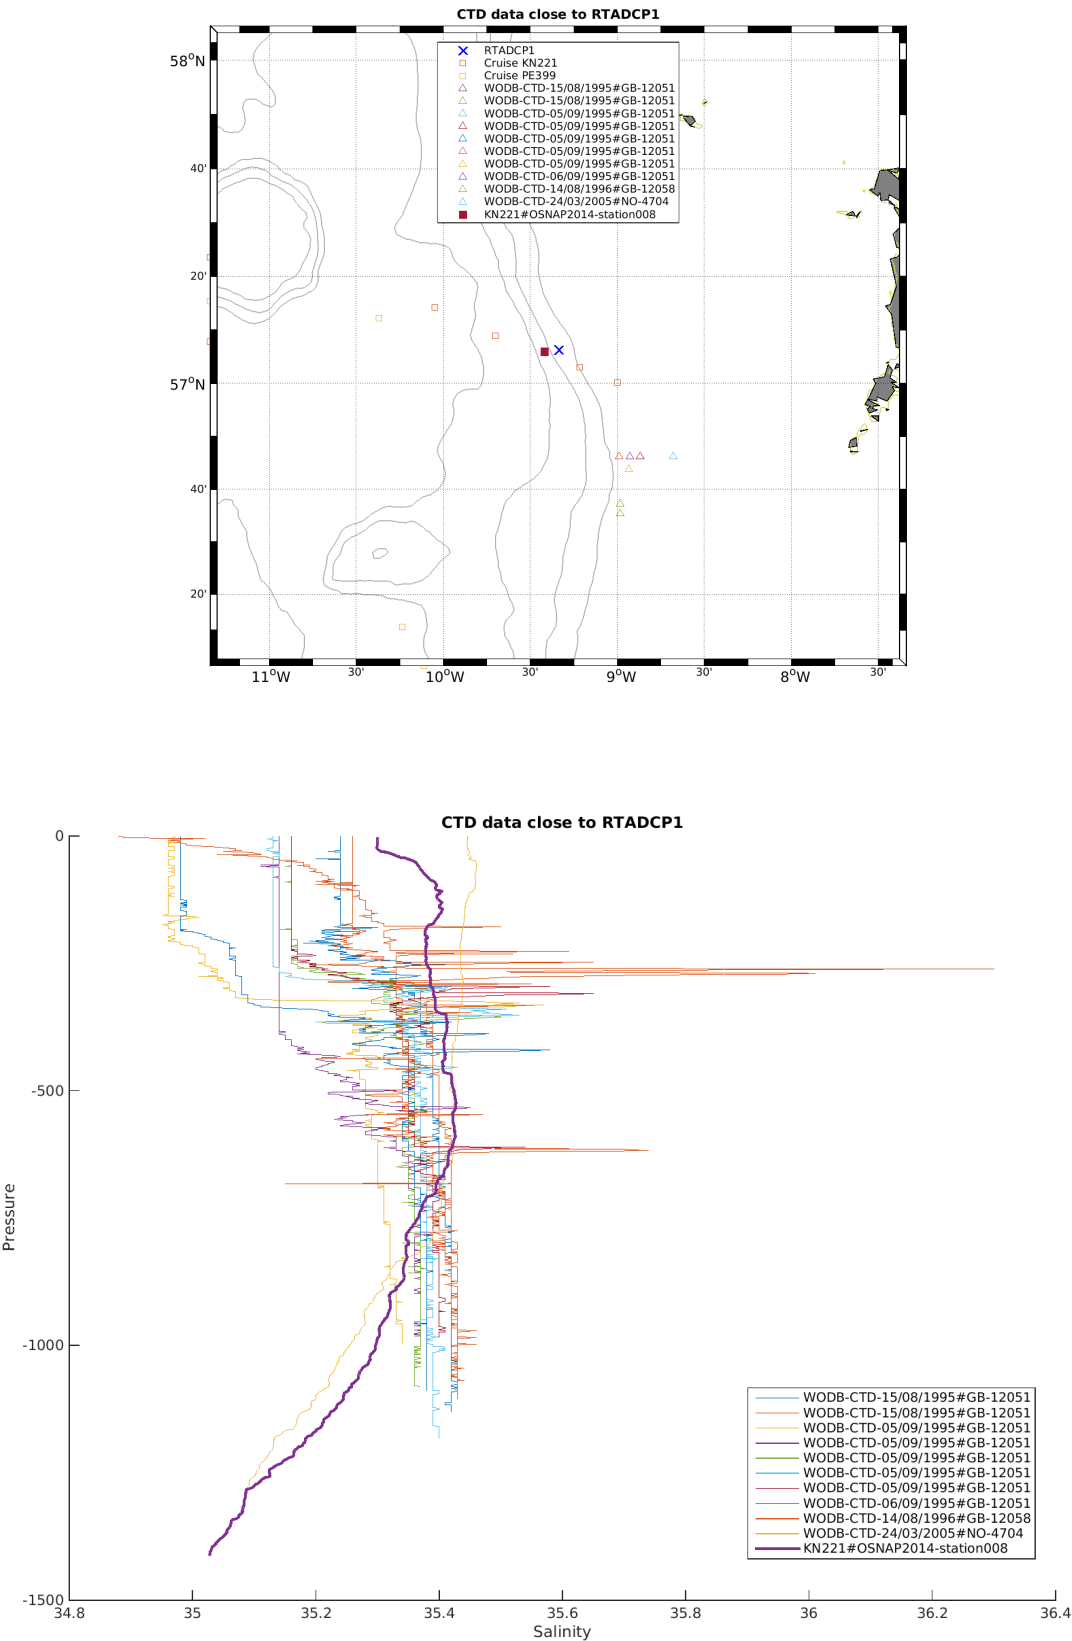 CTD data close to RTADCP1
RTADCP1
Cruise KN221
Cruise PE399
WODB-CTD-15/08/1995#GB-12051
WODB-CTD-15/08/1995#GB-12051
WODB-CTD-05/09/1995#GB-12051
WODB-CTD-05/09/1995#GB-12051
WODB-CTD-05/09/1995#GB-12051
WODB-CTD-05/09/1995#GB-12051
WODB-CTD-05/09/1995#GB-12051
WODB-CTD-06/09/1995#GB-12051
WODB-CTD-14/08/1996#GB-12058
WODB-CTD-24/03/2005#NO-4704
KN221#OSNAP2014-station008
58°N
40'
20'
57°N
40'
20'
11°W 30' 10°W 30' 9°W 30' 8°W 30'
CTD data close to RTADCP1
0
-500
-1000
-1500
Pressure
WODB-CTD-15/08/1995#GB-12051
WODB-CTD-15/08/1995#GB-12051
WODB-CTD-05/09/1995#GB-12051
WODB-CTD-05/09/1995#GB-12051
WODB-CTD-05/09/1995#GB-12051
WODB-CTD-05/09/1995#GB-12051
WODB-CTD-05/09/1995#GB-12051
WODB-CTD-06/09/1995#GB-12051
WODB-CTD-14/08/1996#GB-12058
WODB-CTD-24/03/2005#NO-4704
KN221#OSNAP2014-station008
34.8 35 35.2 35.4 35.6 35.8 36 36.2 36.4
Salinity